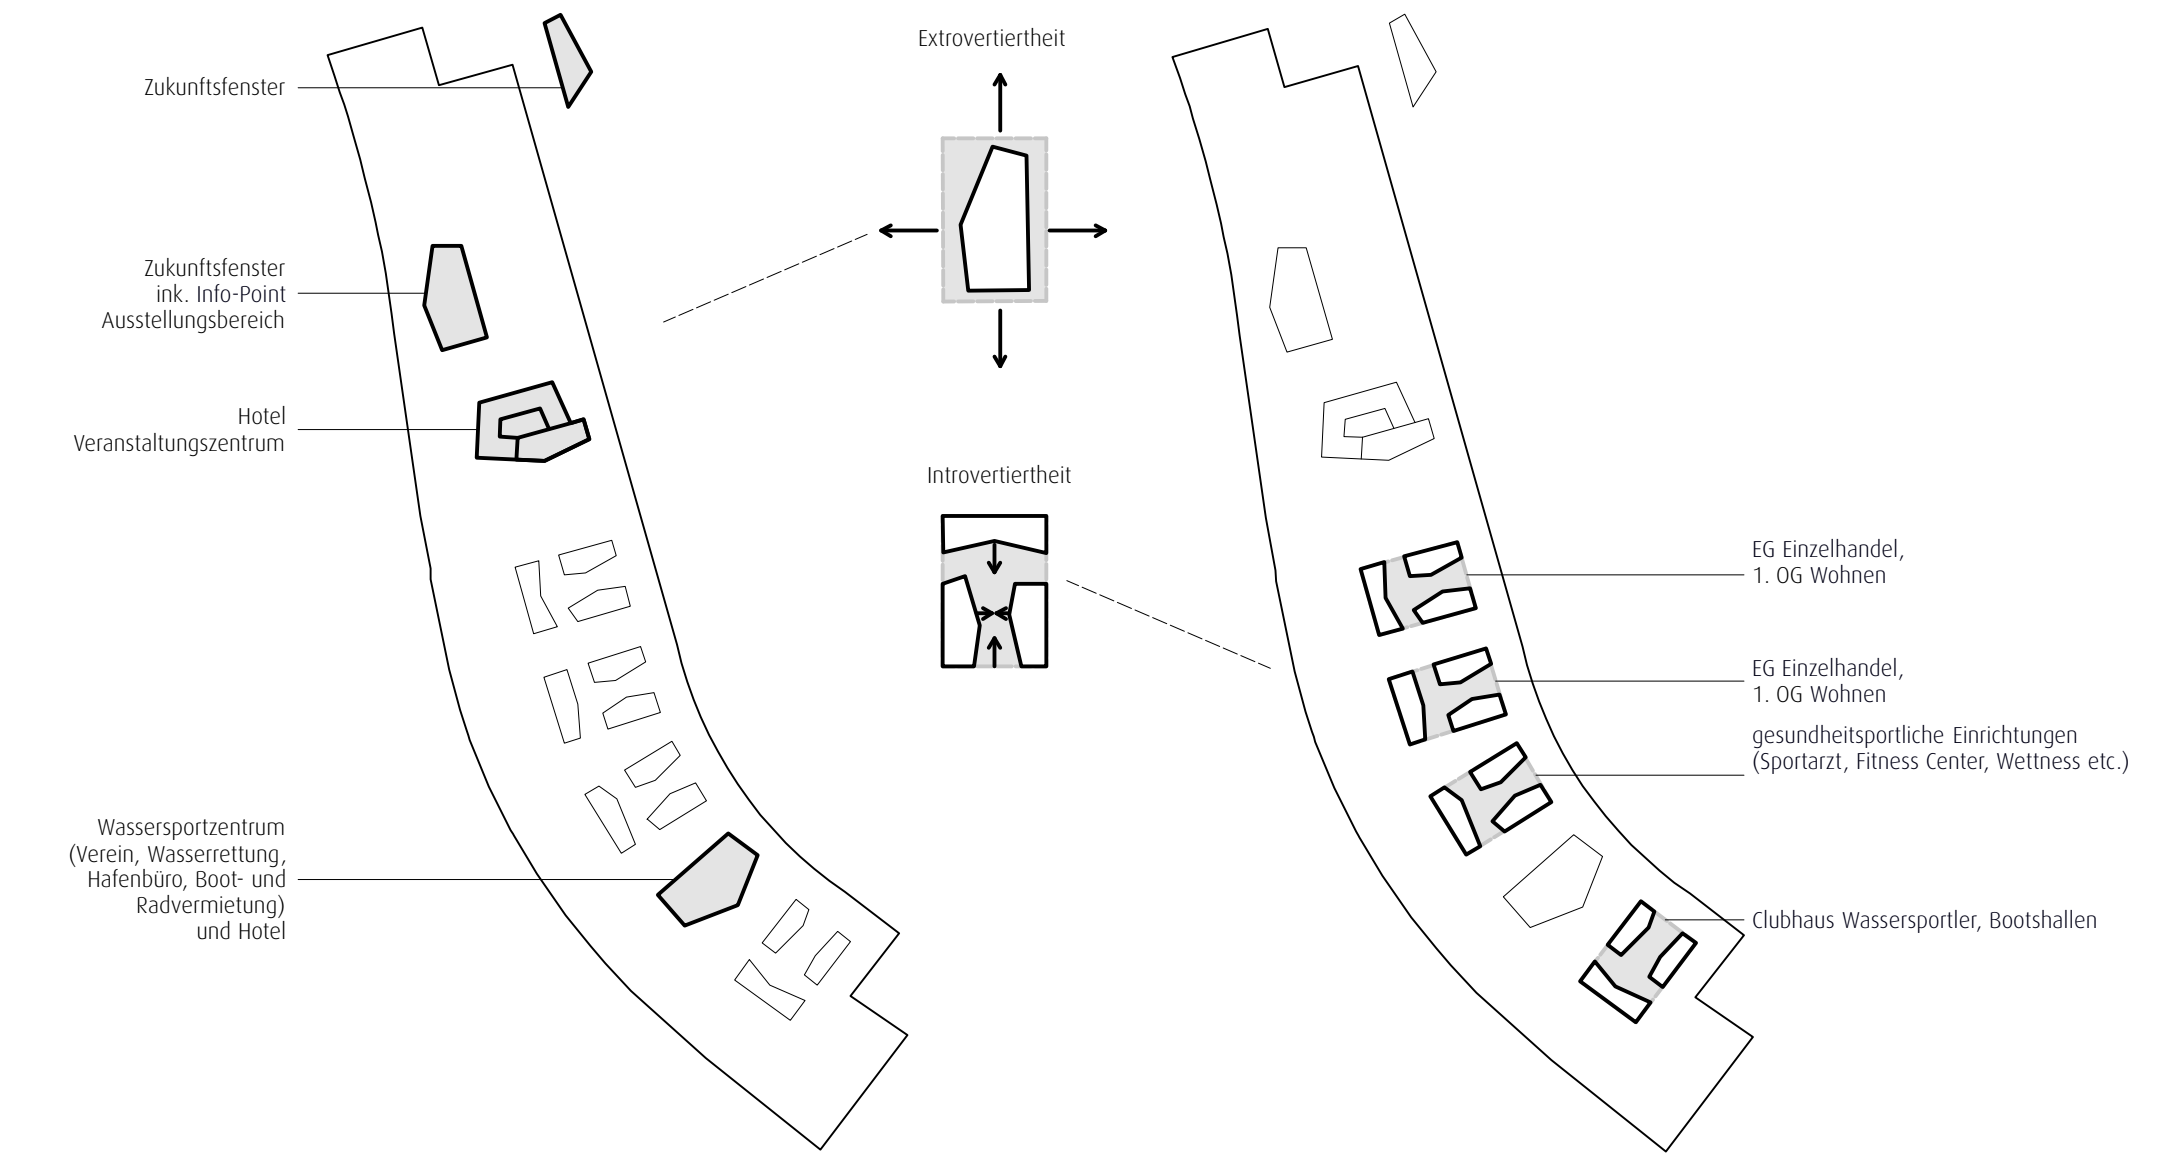 Zukunftsfenster
Zukunftsfenster
ink. Info-Point
Ausstellungsbereich
Hotel
Veranstaltungszentrum
Wassersportzentrum
(Verein, Wasserrettung,
Hafenbüro, Boot- und
Radvermietung)
und Hotel
Extrovertiertheit
Introvertiertheit
EG Einzelhandel,
1. OG Wohnen
EG Einzelhandel,
1. OG Wohnen
gesundheitsportliche Einrichtungen
(Sportarzt, Fitness Center, Wettness etc.)
Clubhaus Wassersportler, Bootshallen